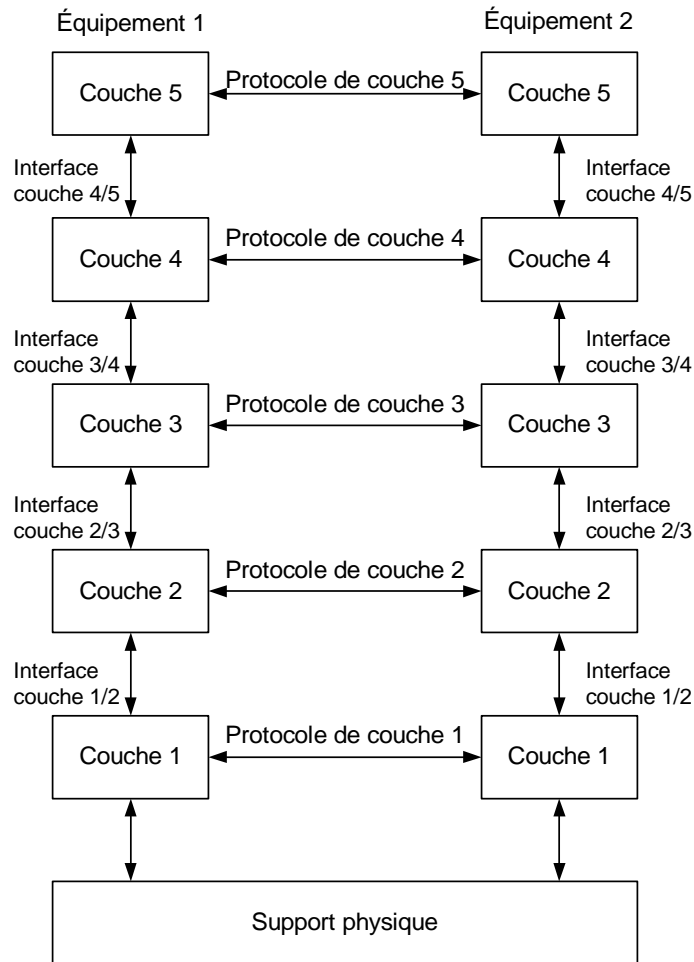 Équipement 1
Équipement 2
Couche 5
Protocole de couche 5
Couche 5
Interface
couche 4/5
Interface
couche 4/5
Couche 4
Protocole de couche 4
Couche 4
Interface
couche 3/4
Interface
couche 3/4
Couche 3
Protocole de couche 3
Couche 3
Interface
couche 2/3
Interface
couche 2/3
Couche 2
Protocole de couche 2
Couche 2
Interface
couche 1/2
Interface
couche 1/2
Couche 1
Protocole de couche 1
Couche 1
Support physique